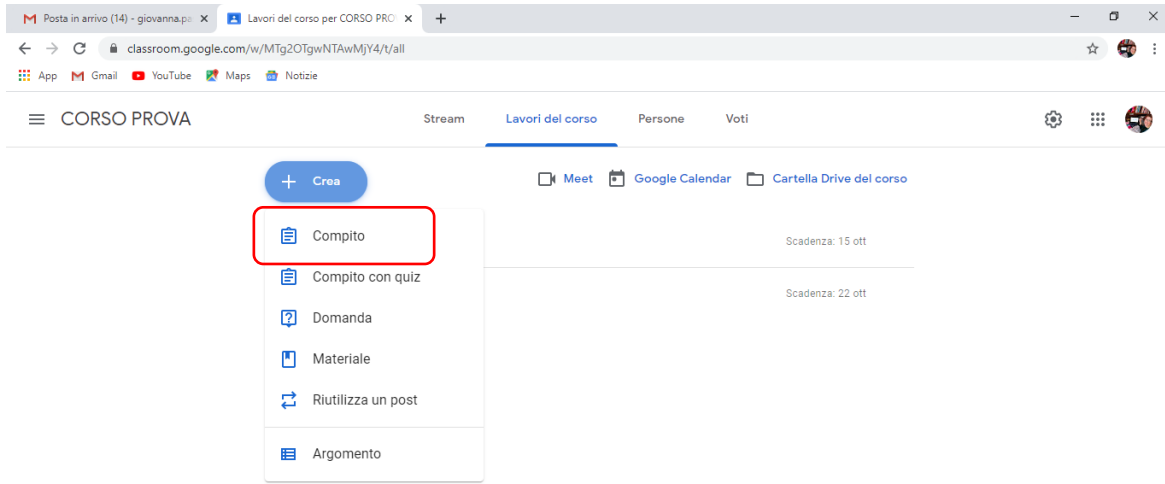 Posta in arrivo (14) - giovanna.pa
Lavori del corso per CORSO PRO
classroom.google.com/w/MTg2OTgwNTAwMjY4/t/all
App Gmail YouTube Maps Notizie
CORSO PROVA Stream Lavori del corso Persone Voti
+ Crea Meet Google Calendar Cartella Drive del corso
Compito Scadenza: 15 ott
Compito con quiz
Scadenza: 22 ott
Domanda
Materiale
Riutilizza un post
Argomento